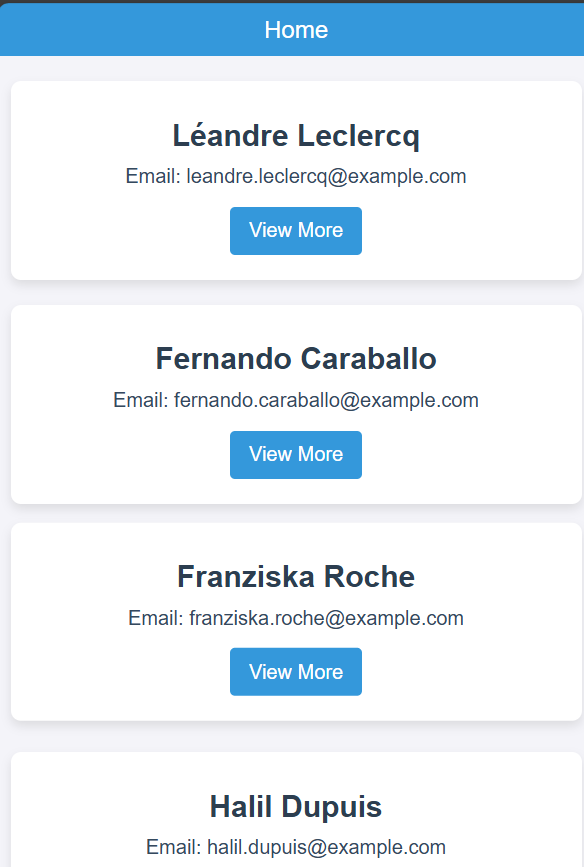 Home
Léandre Leclercq
Email: leandre.leclercq@example.com
View More
Fernando Caraballo
Email: fernando.caraballo@example.com
View More
Franziska Roche
Email: franziska.roche@example.com
View More
Halil Dupuis
Email: halil.dupuis@example.com